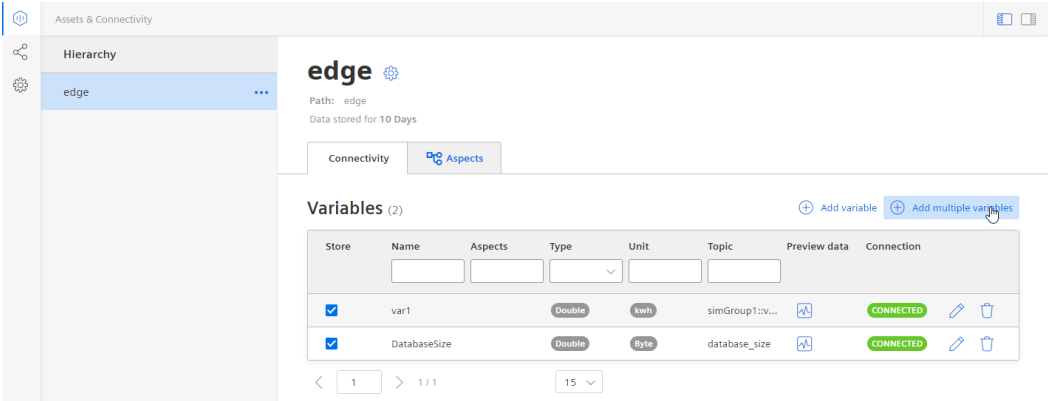 Assets & Connectivity
Hierarchy
edge
edge
Path: edge
Data stored for 10 Days
Connectivity
Aspects
Variables (2)
Add variable
Add multiple variables
Store Name Aspects Type Unit Topic Preview data Connection
var1 Double kwh simGroup1::v... CONNECTED
DatabaseSize Double Byte database_size CONNECTED
1 1 / 1 15